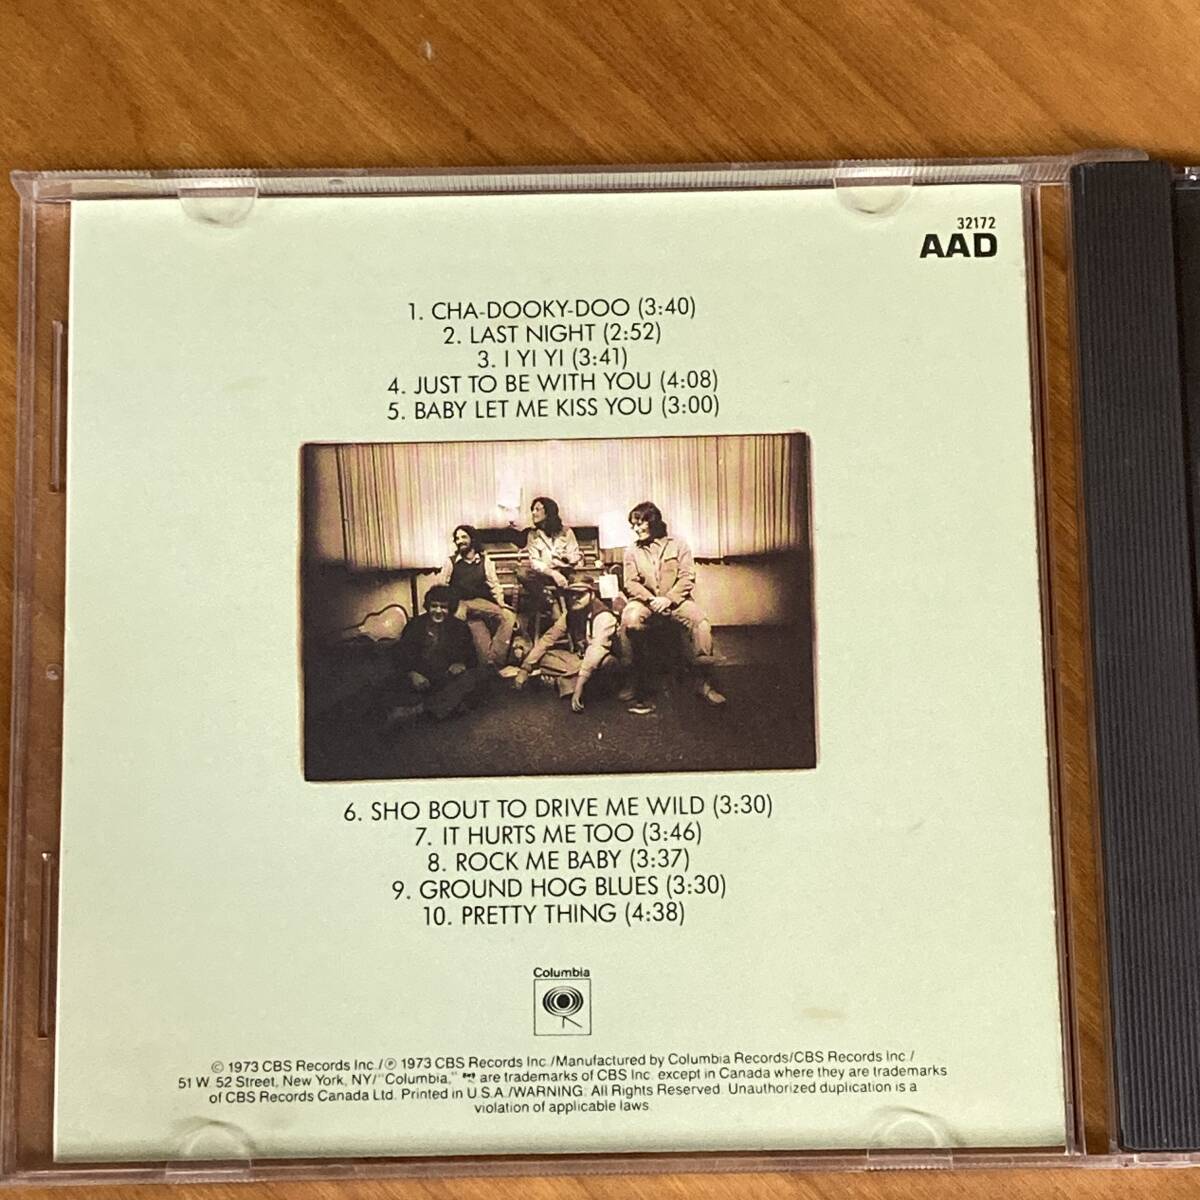 32172
AAD
1. CHA-DOOKY-DOO (3:40)
2. LAST NIGHT (2:52)
3. I YI YI (3:41)
4. JUST TO BE WITH YOU (4:08)
5. BABY LET ME KISS YOU (3:00)
6. SHO BOUT TO DRIVE ME WILD (3:30)
7. IT HURTS ME TOO (3:46)
8. ROCK ME BABY (3:37)
9. GROUND HOG BLUES (3:30)
10. PRETTY THING (4:38)
Columbia
© 1973 CBS Records Inc./℗ 1973 CBS Records Inc./Manufactured by Columbia Records/CBS Records Inc./
51 W. 52 Street, New York, NY/"Columbia," are trademarks of CBS Inc. except in Canada where they are trademarks
of CBS Records Canada Ltd. Printed in U.S.A./WARNING: All Rights Reserved. Unauthorized duplication is a
violation of applicable laws.